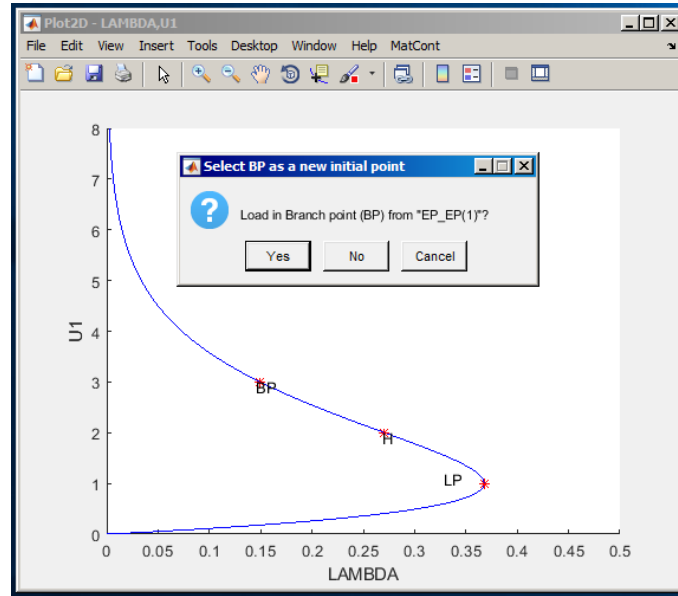 Plot2D - LAMBDA,U1
File Edit View Insert Tools Desktop Window Help MatCont
Select BP as a new initial point
Load in Branch point (BP) from "EP_EP(1)"?
Yes No Cancel
8
7
6
5
4
3
2
1
0
U1
BP
H
LP
0 0.05 0.1 0.15 0.2 0.25 0.3 0.35 0.4 0.45 0.5
LAMBDA